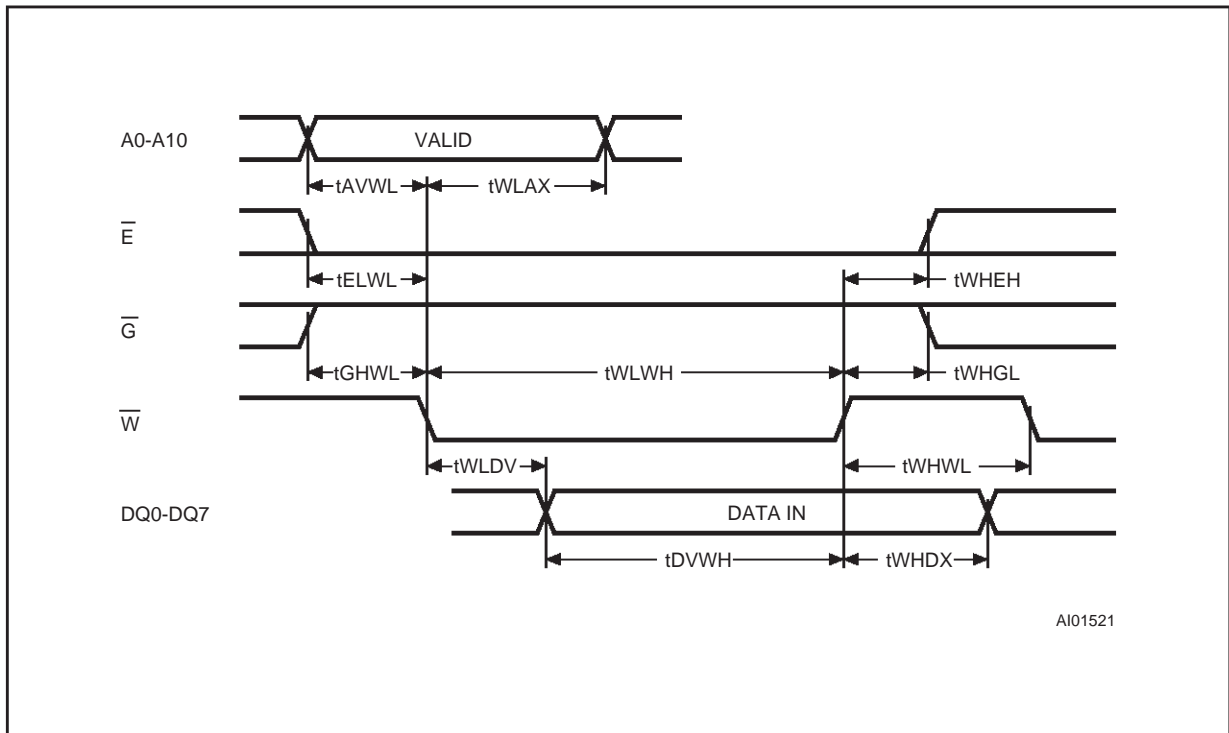 A0-A10
VALID
tAVWL
tWLAX
E̅
tELWL
tWHEH
G̅
tGHWL
tWLWH
tWHGL
W̅
tWLDV
tWHWL
DQ0-DQ7
DATA IN
tDVWH
tWHDX
AI01521